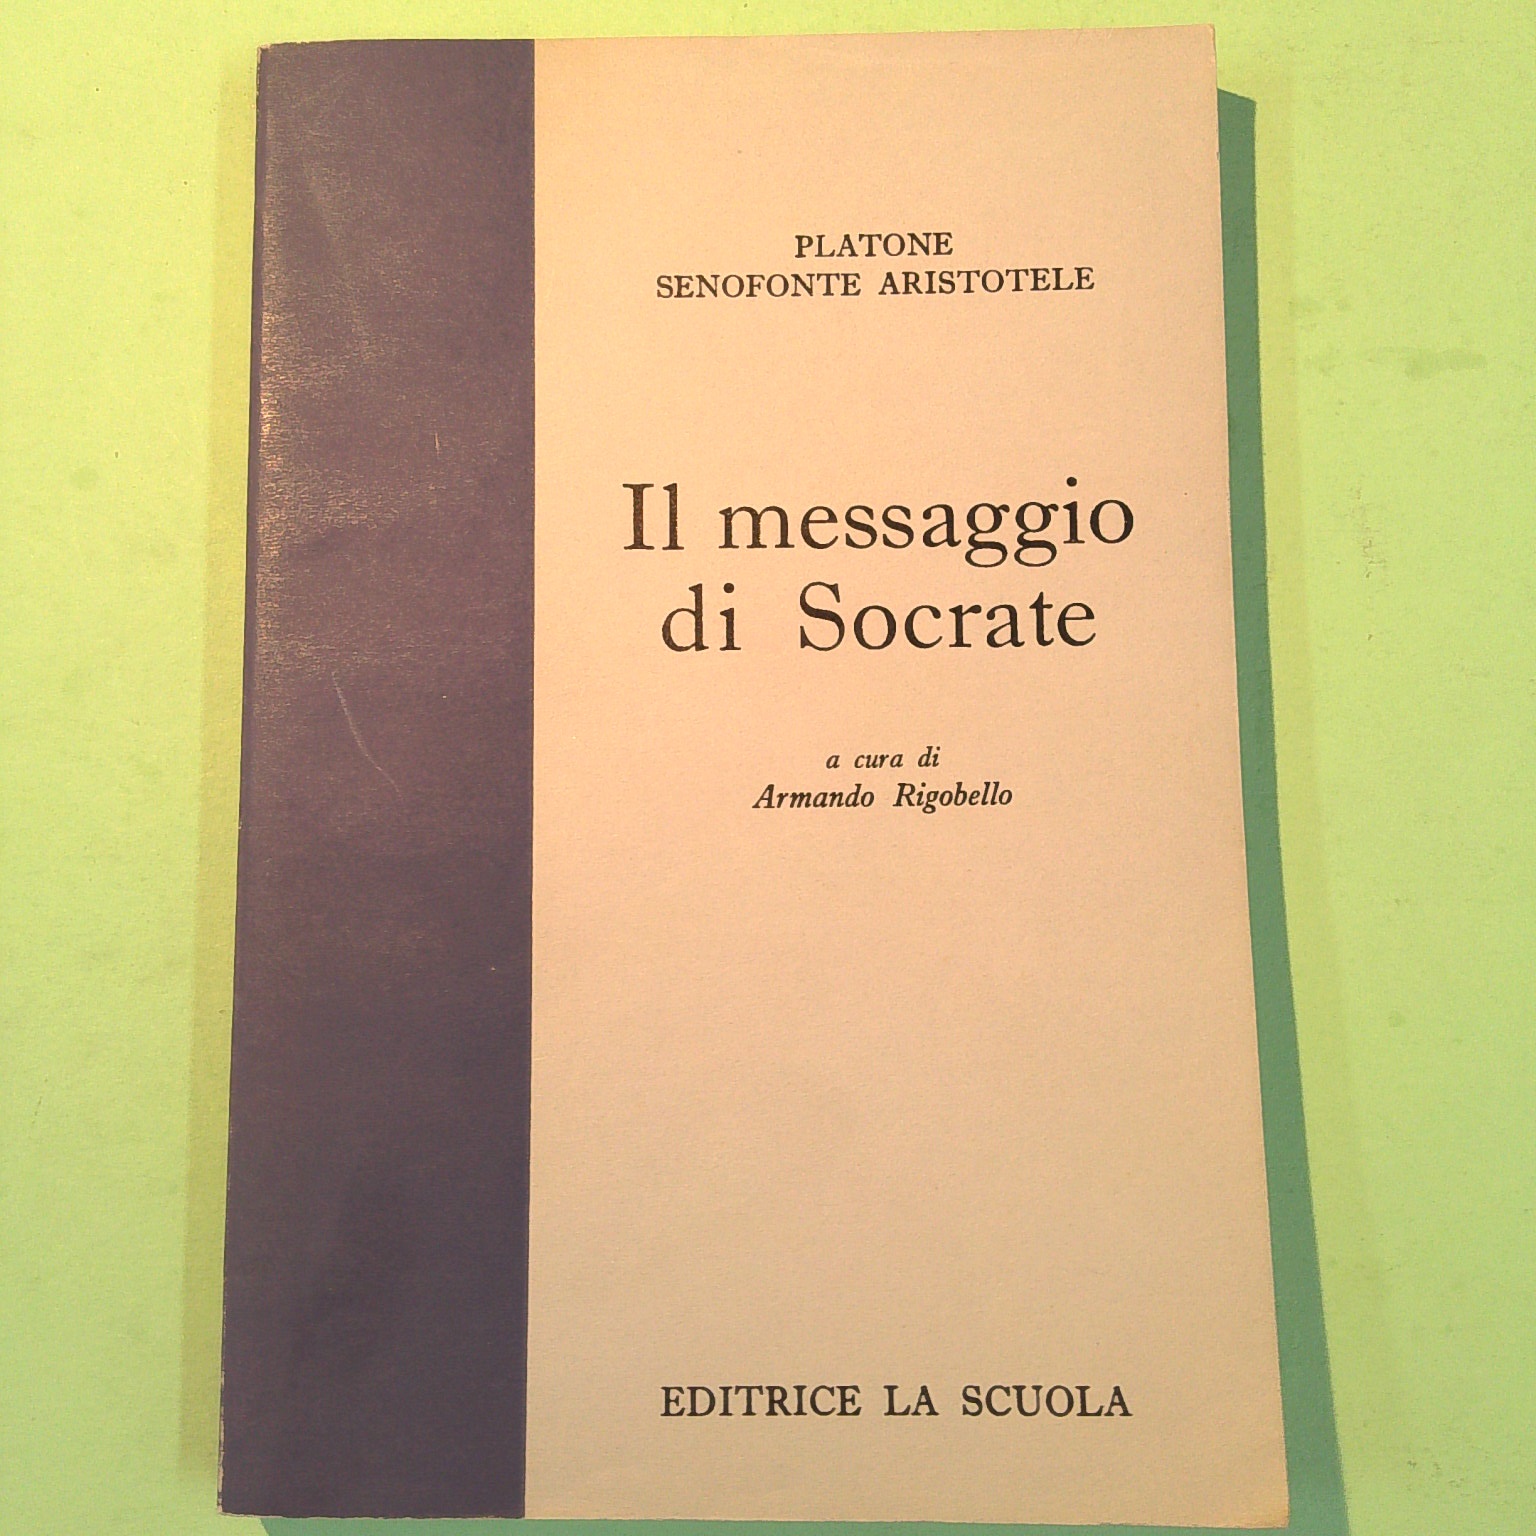 PLATONE
SENOFONTE ARISTOTELE
Il messaggio
di Socrate
a cura di
Armando Rigobello
EDITRICE LA SCUOLA